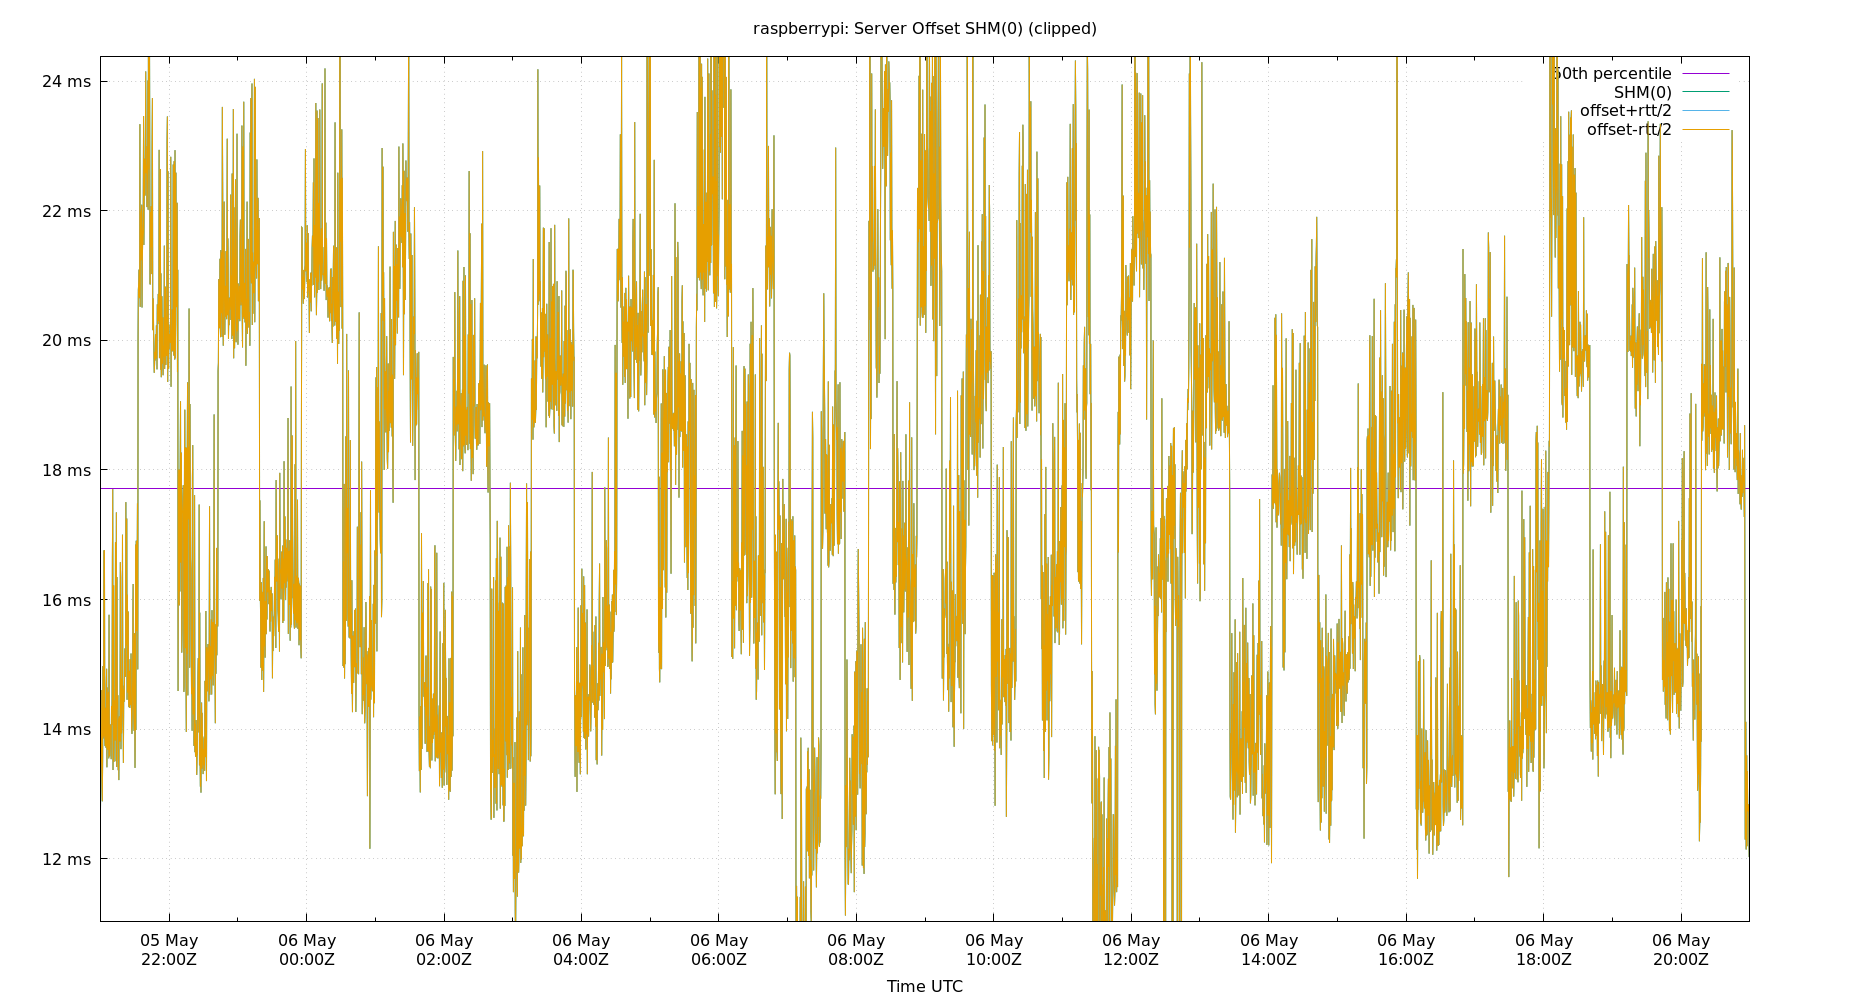 raspberrypi: Server Offset SHM(0) (clipped)
50th percentile
SHM(0)
offset+rtt/2
offset-rtt/2
24 ms
22 ms
20 ms
18 ms
16 ms
14 ms
12 ms
05 May 06 May 06 May 06 May 06 May 06 May 06 May 06 May 06 May 06 May 06 May 06 May
22:00Z 00:00Z 02:00Z 04:00Z 06:00Z 08:00Z 10:00Z 12:00Z 14:00Z 16:00Z 18:00Z 20:00Z
Time UTC